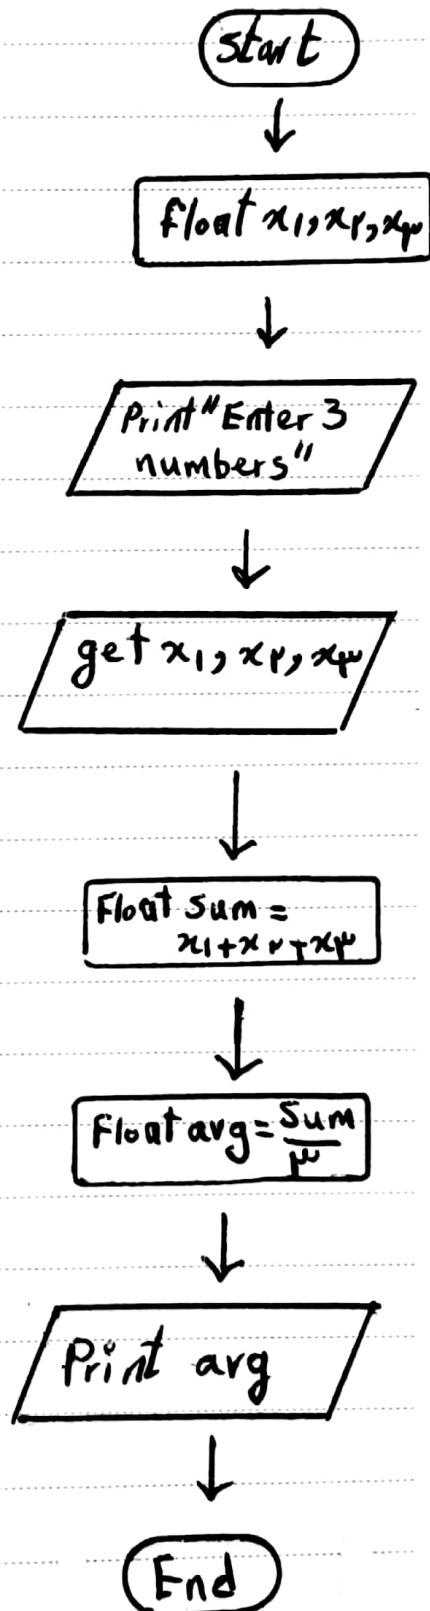 Start
float x۱, x۲, x۳
Print "Enter 3
numbers"
get x۱, x۲, x۳
Float sum =
x۱+x۲+x۳
Float avg = sum
۳
Print avg
End